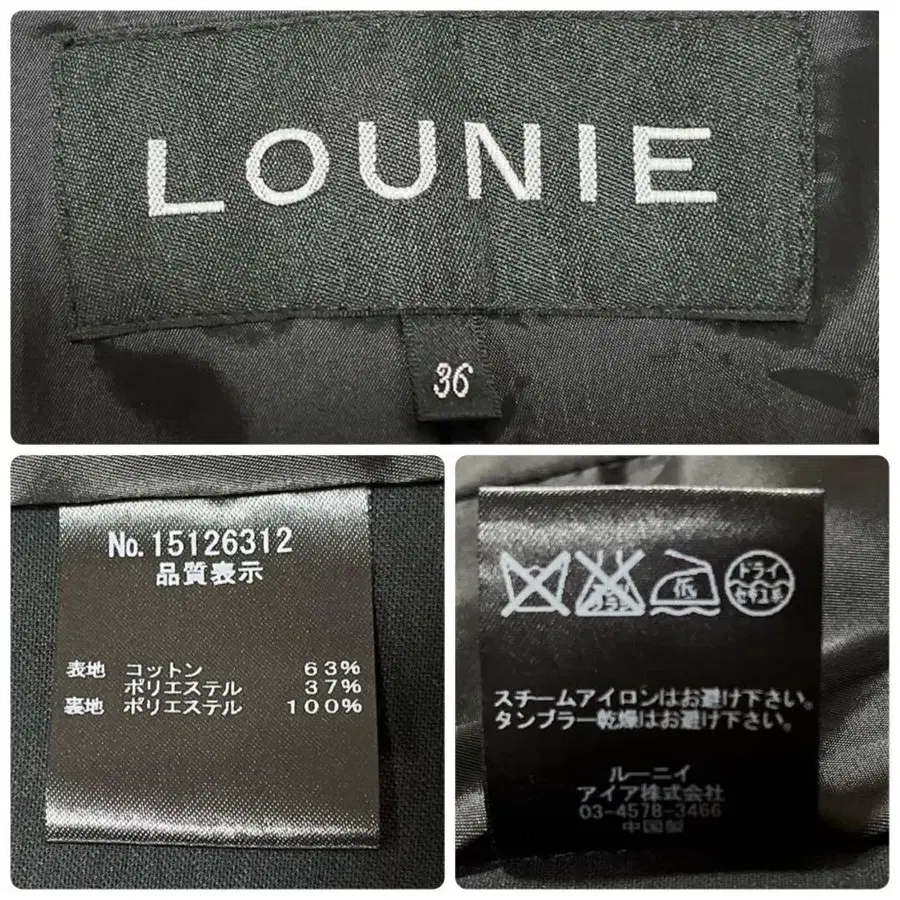 LOUNIE
36
No.15126312
品質表示
表地 コットン 63%
ポリエステル 37%
裏地 ポリエステル 100%
低
ドライ
セキユ系
スチームアイロンはお避け下さい。
タンブラー乾燥はお避け下さい。
ルーニィ
アイア株式会社
03-4578-3466
中国製